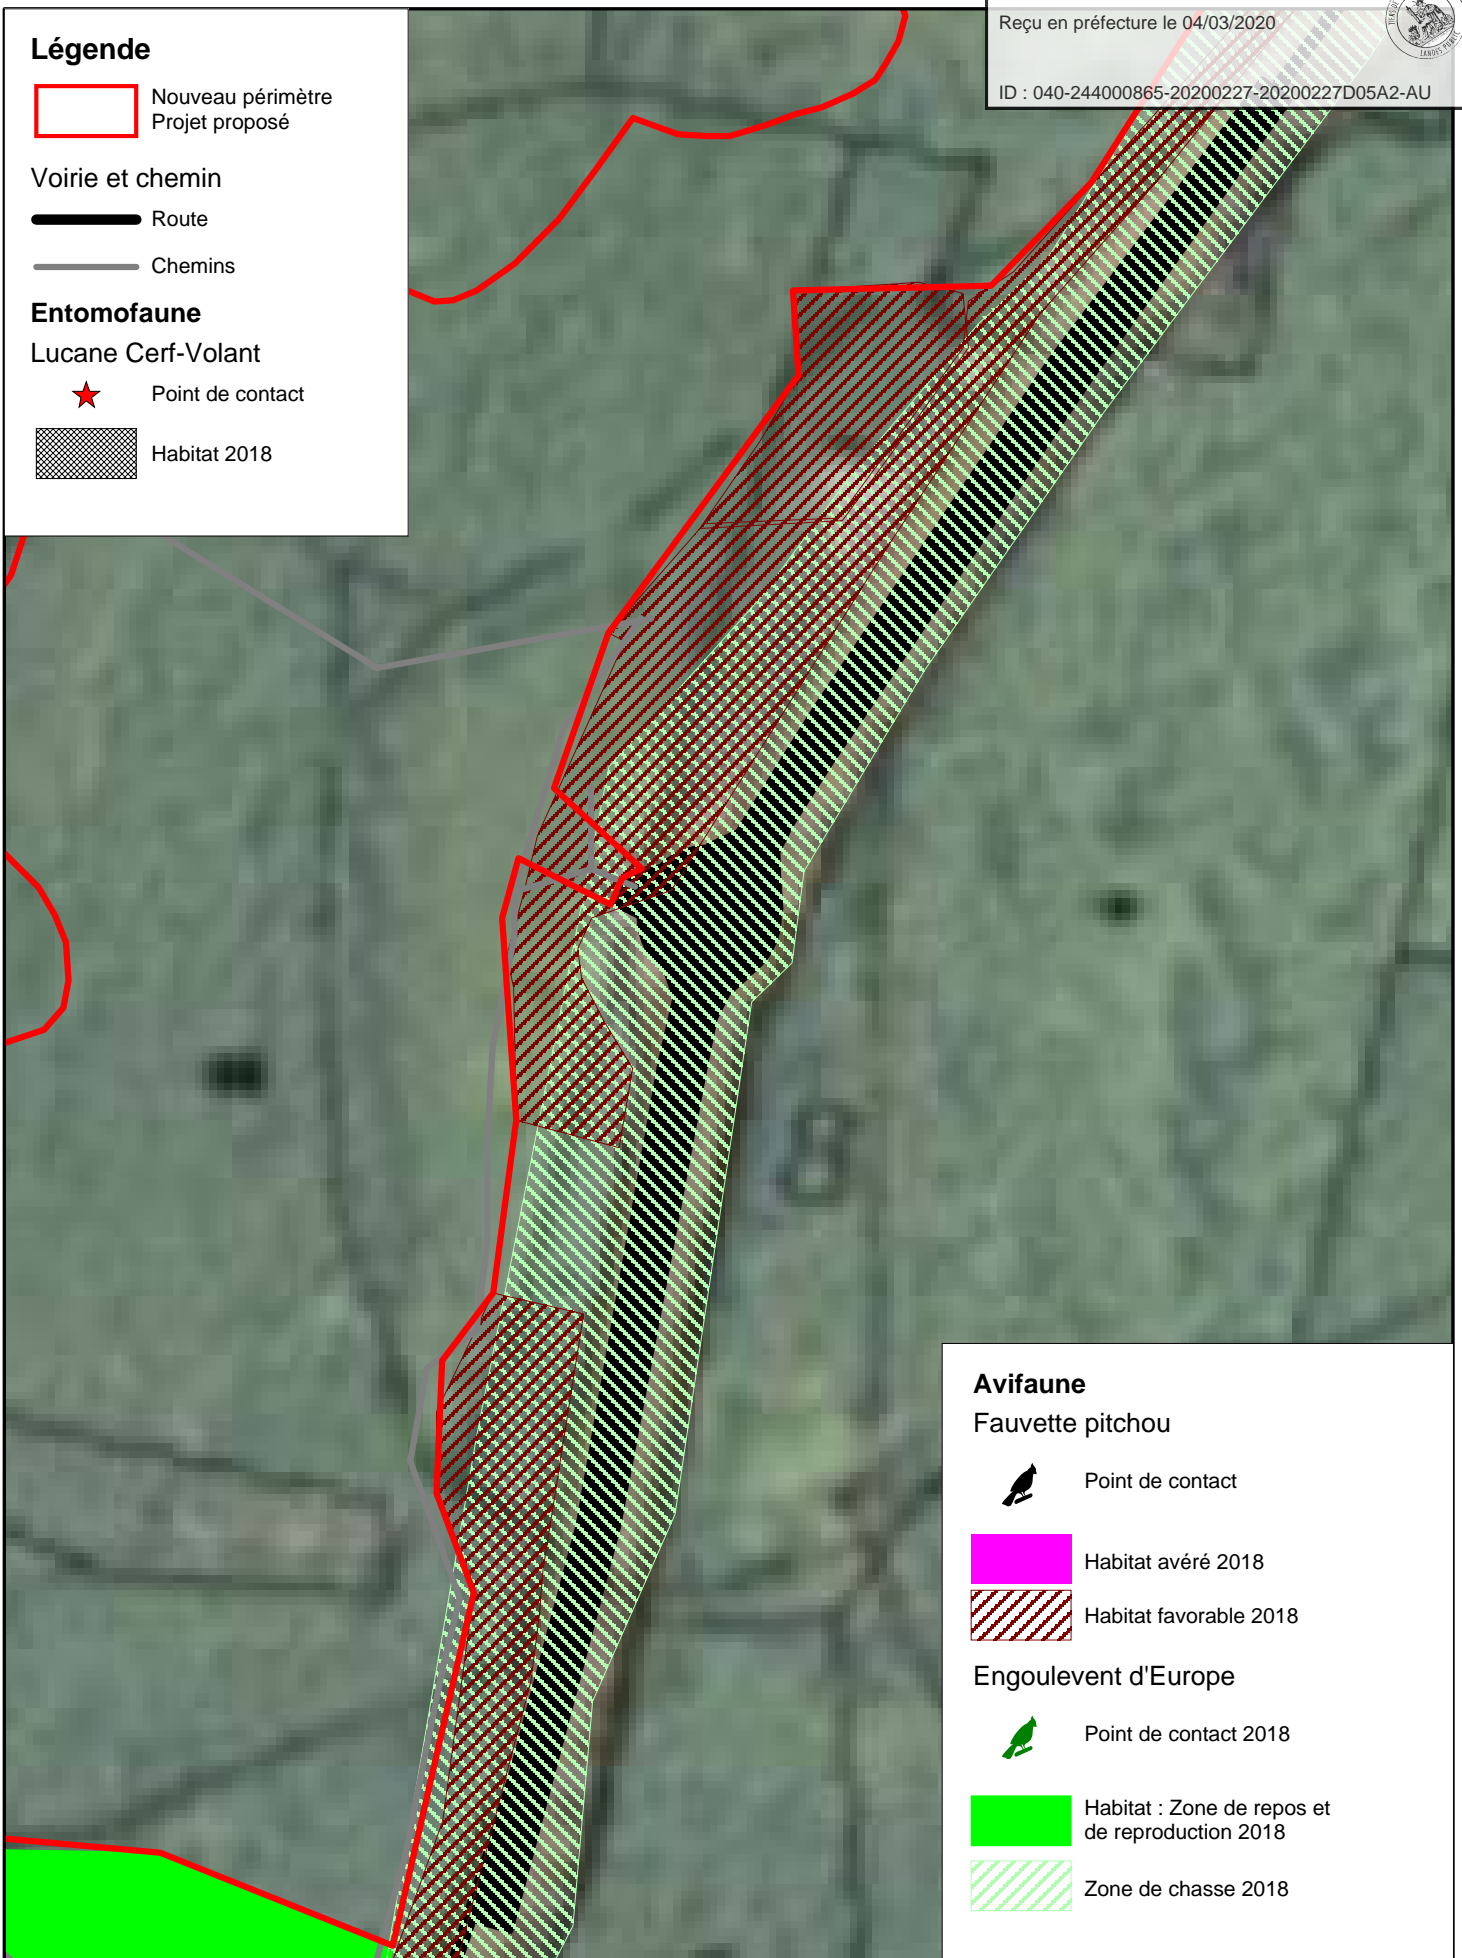 Reçu en préfecture le 04/03/2020
ID : 040-244000865-20200227-20200227D05A2-AU
Légende
Nouveau périmètre
Projet proposé
Voirie et chemin
Route
Chemins
Entomofaune
Lucane Cerf-Volant
Point de contact
Habitat 2018
Avifaune
Fauvette pitchou
Point de contact
Habitat avéré 2018
Habitat favorable 2018
Engoulevent d'Europe
Point de contact 2018
Habitat : Zone de repos et
de reproduction 2018
Zone de chasse 2018